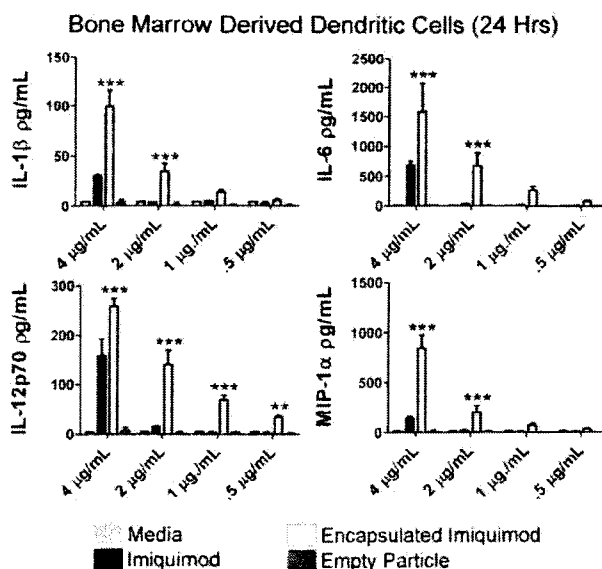 Bone Marrow Derived Dendritic Cells (24 Hrs)
IL-1β ρg/mL
150
100
50
0
***
***
4 µg/mL
2 µg/mL
1 µg./mL
.5 µg/mL
IL-6 ρg/mL
2500
2000
1500
1000
500
0
***
***
4 µg/mL
2 µg/mL
1 µg./mL
.5 µg/mL
IL-12p70 ρg/mL
300
200
100
0
***
***
***
**
4 µg/mL
2 µg/mL
1 µg/mL
.5 µg/mL
MIP-1α ρg/mL
1500
1000
500
0
***
***
4 µg/mL
2 µg/mL
1 µg/mL
.5 µg/mL
Media
Encapsulated Imiquimod
Imiquimod
Empty Particle